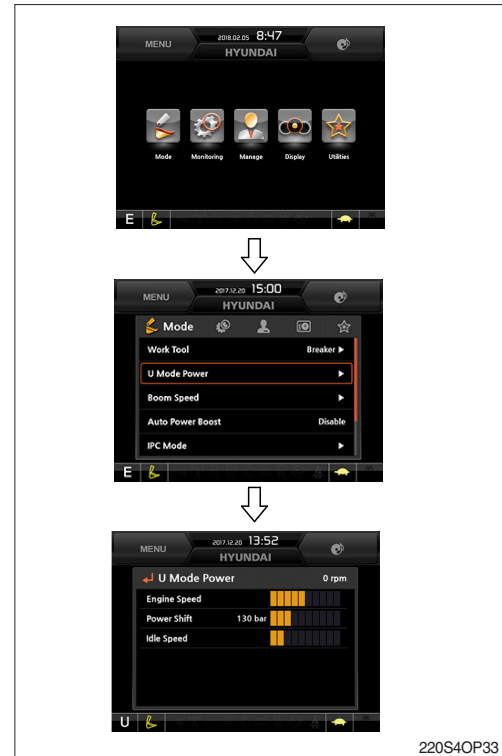 MENU 2018.02.05 8:47
HYUNDAI
Mode Monitoring Manage Display Utilities
E
MENU 2017.12.20 15:00
HYUNDAI
Mode
Work Tool Breaker ▶
U Mode Power ▶
Boom Speed ▶
Auto Power Boost Disable
IPC Mode ▶
E
MENU 2017.12.20 13:52
HYUNDAI
U Mode Power 0 rpm
Engine Speed
Power Shift 130 bar
Idle Speed
U
220S4OP33